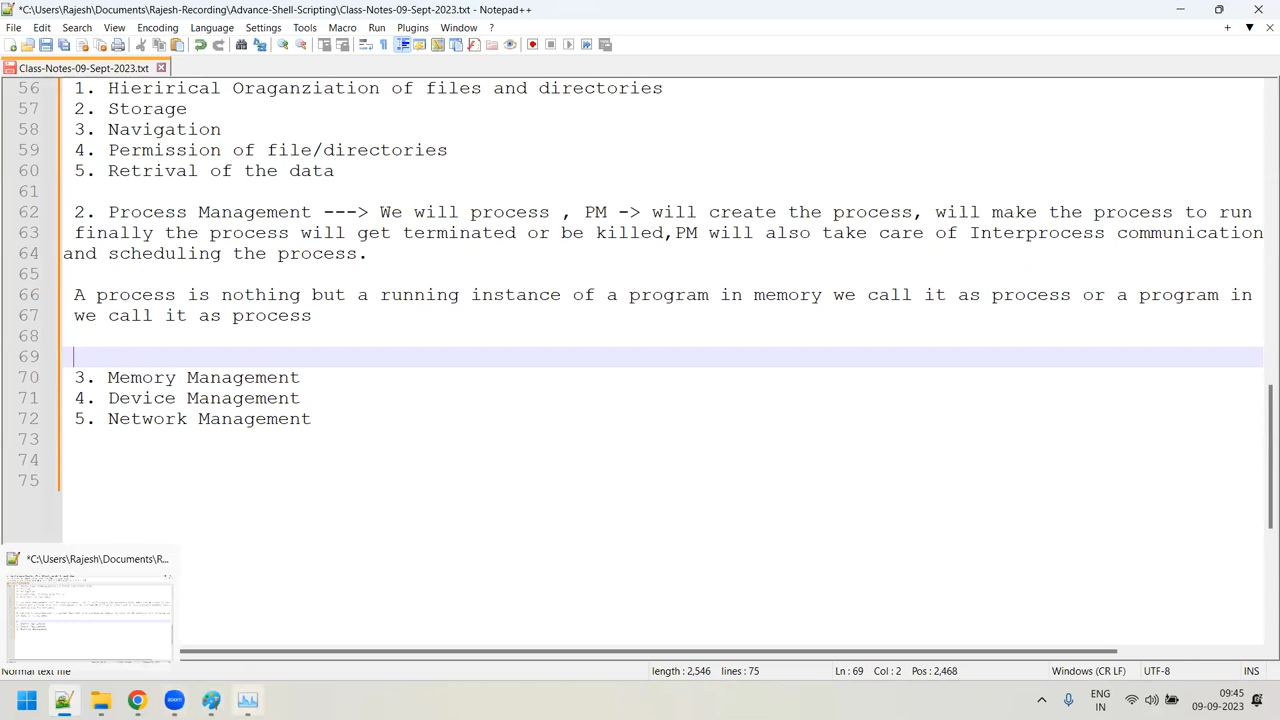 *C:\Users\Rajesh\Documents\Rajesh-Recording\Advance-Shell-Scripting\Class-Notes-09-Sept-2023.txt - Notepad++
File Edit Search View Encoding Language Settings Tools Macro Run Plugins Window ?
Class-Notes-09-Sept-2023.txt
56 1. Hierirical Oraganziation of files and directories
57 2. Storage
58 3. Navigation
59 4. Permission of file/directories
60 5. Retrival of the data
61
62 2. Process Management ---> We will process , PM -> will create the process, will make the process to run
63 finally the process will get terminated or be killed,PM will also take care of Interprocess communication
64 and scheduling the process.
65
66 A process is nothing but a running instance of a program in memory we call it as process or a program in
67 we call it as process
68
69
70 3. Memory Management
71 4. Device Management
72 5. Network Management
73
74
75
*C:\Users\Rajesh\Documents\R...
Normal text file length : 2,546 lines : 75 Ln : 69 Col : 2 Pos : 2,468 Windows (CR LF) UTF-8 INS
zoom
ENG
IN
09:45
09-09-2023